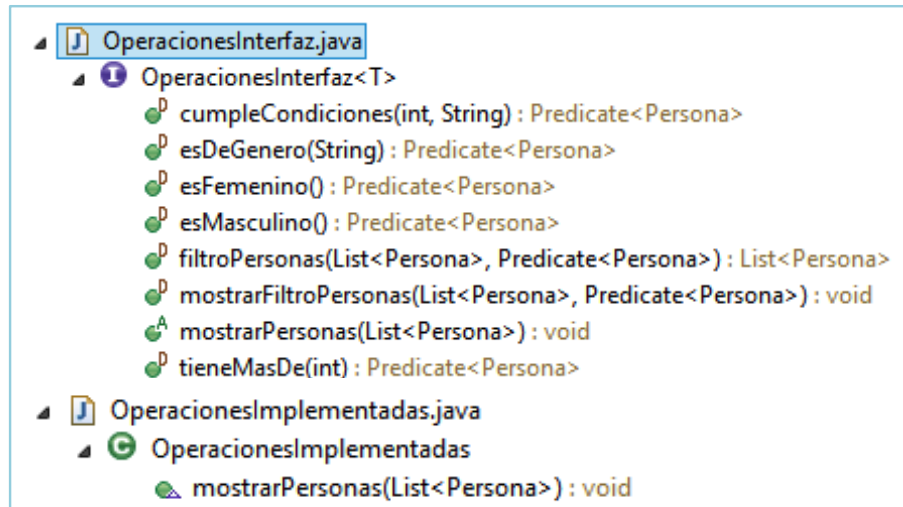 OperacionesInterfaz.java
OperacionesInterfaz<T>
cumpleCondiciones(int, String) : Predicate<Persona>
esDeGenero(String) : Predicate<Persona>
esFemenino() : Predicate<Persona>
esMasculino() : Predicate<Persona>
filtroPersonas(List<Persona>, Predicate<Persona>) : List<Persona>
mostrarFiltroPersonas(List<Persona>, Predicate<Persona>) : void
mostrarPersonas(List<Persona>) : void
tieneMasDe(int) : Predicate<Persona>
OperacionesImplementadas.java
OperacionesImplementadas
mostrarPersonas(List<Persona>) : void